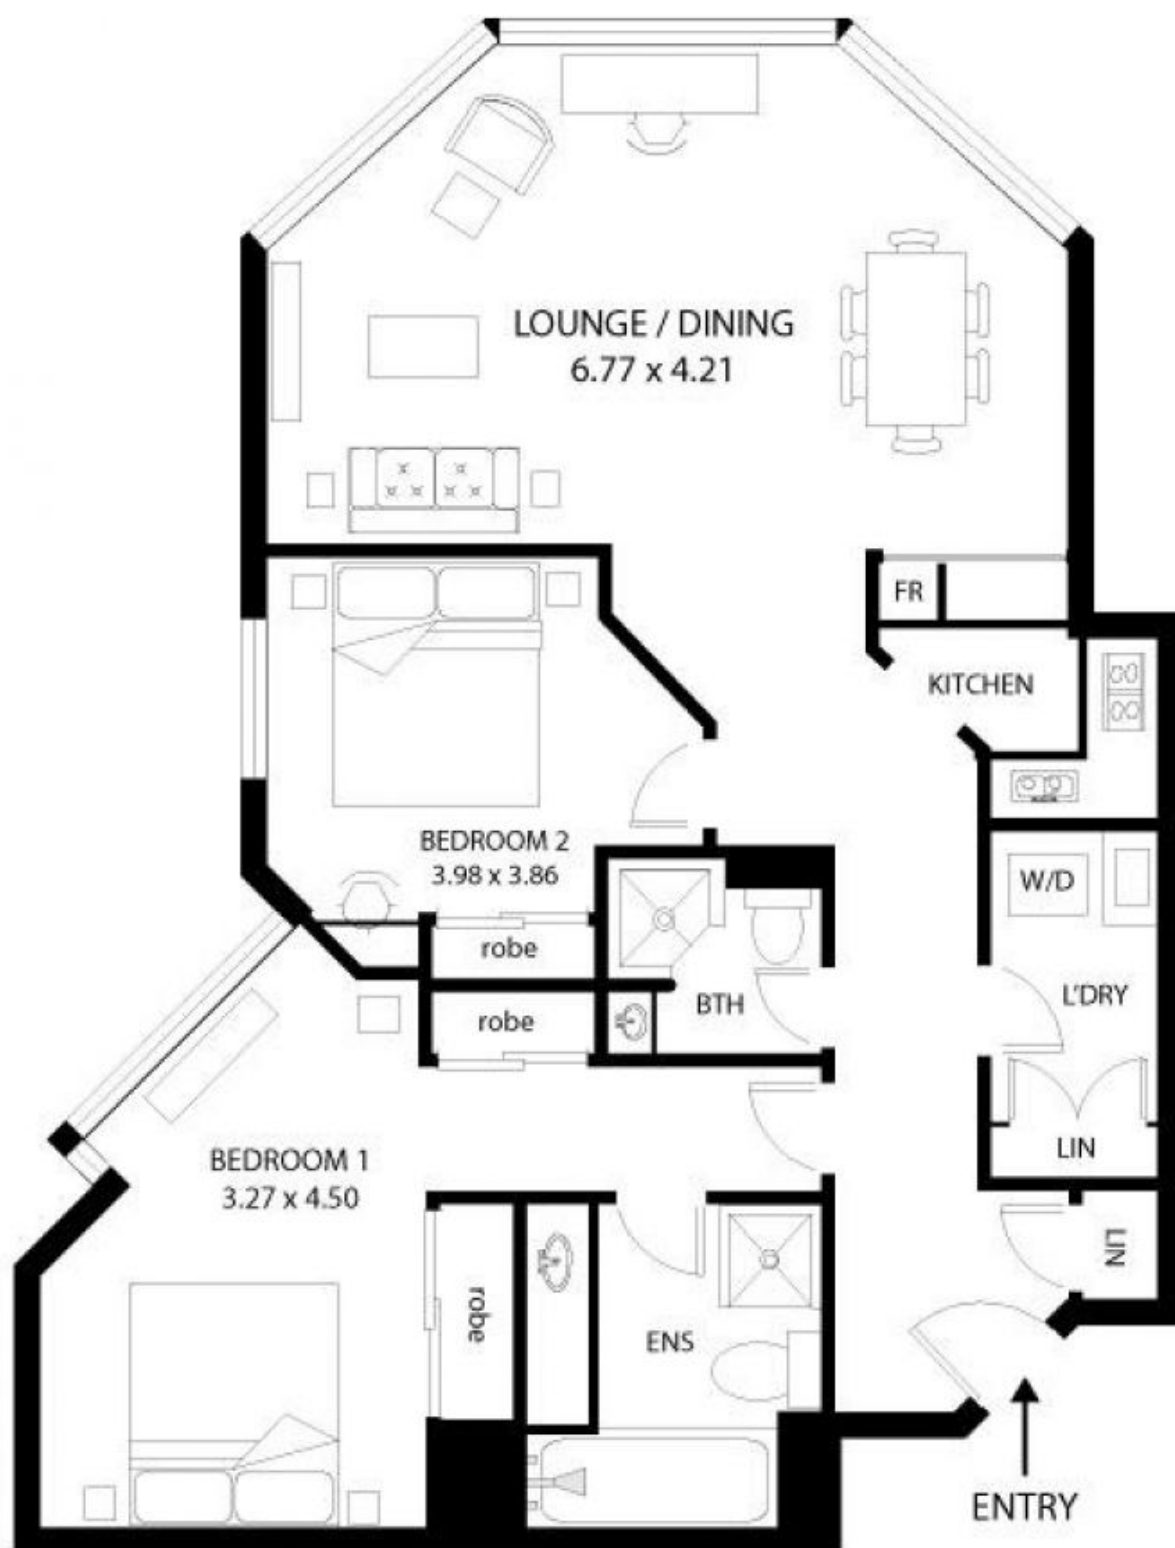 LOUNGE / DINING
6.77 x 4.21
FR
KITCHEN
BEDROOM 2
3.98 x 3.86
W/D
robe
robe
BTH
L'DRY
BEDROOM 1
3.27 x 4.50
LIN
LIN
robe
ENS
ENTRY